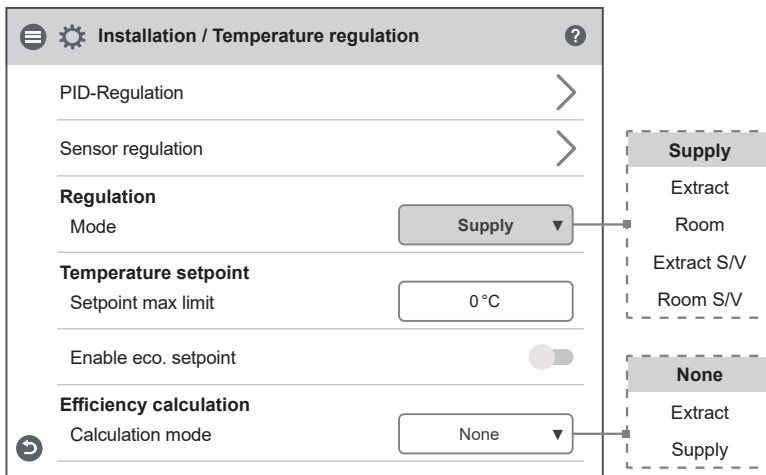 Installation / Temperature regulation
?
PID-Regulation
Sensor regulation
Regulation
Mode
Supply ▼
Temperature setpoint
Setpoint max limit
0 °C
Enable eco. setpoint
Efficiency calculation
Calculation mode
None ▼
Supply
Extract
Room
Extract S/V
Room S/V
None
Extract
Supply